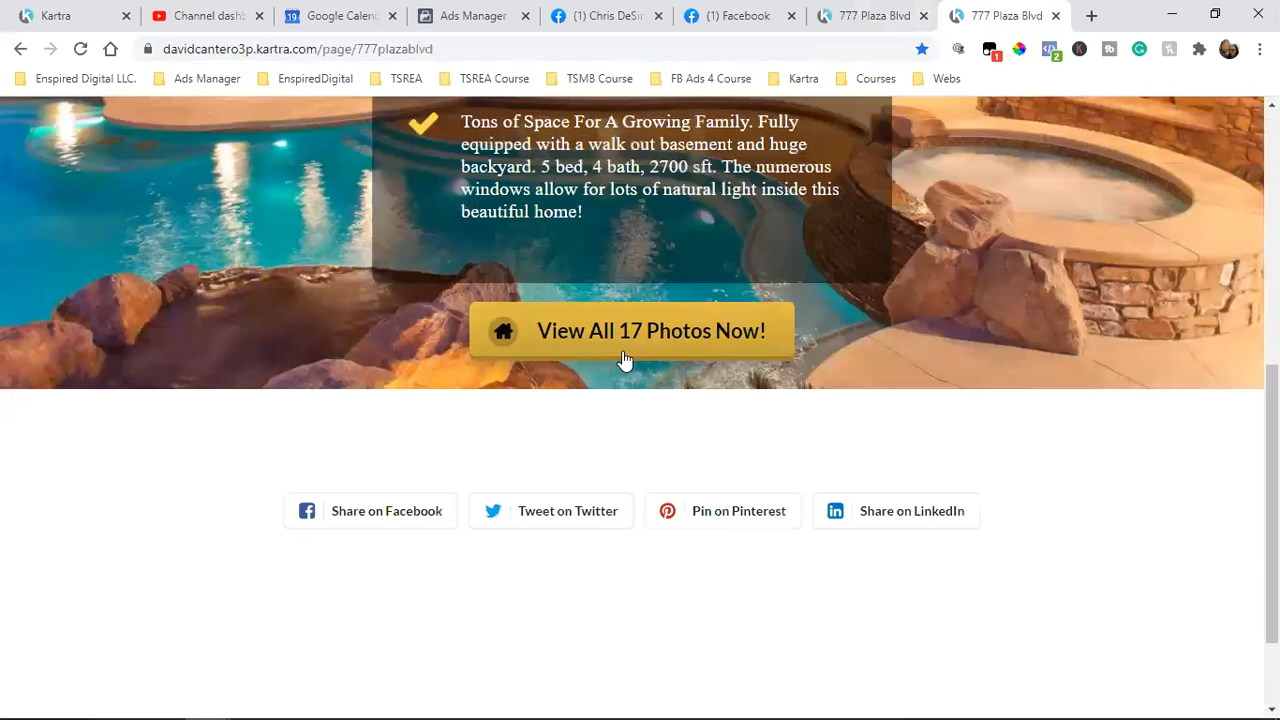 Kartra
Channel dash
Google Calen
Ads Manager
(1) Chris DeSin
(1) Facebook
777 Plaza Blvd
777 Plaza Blvd
davidcantero3p.kartra.com/page/777plazablvd
1
2
Enspired Digital LLC.
Ads Manager
EnspiredDigital
TSREA
TSREA Course
TSMB Course
FB Ads 4 Course
Kartra
Courses
Webs
Tons of Space For A Growing Family. Fully
equipped with a walk out basement and huge
backyard. 5 bed, 4 bath, 2700 sft. The numerous
windows allow for lots of natural light inside this
beautiful home!
View All 17 Photos Now!
Share on Facebook
Tweet on Twitter
Pin on Pinterest
Share on LinkedIn